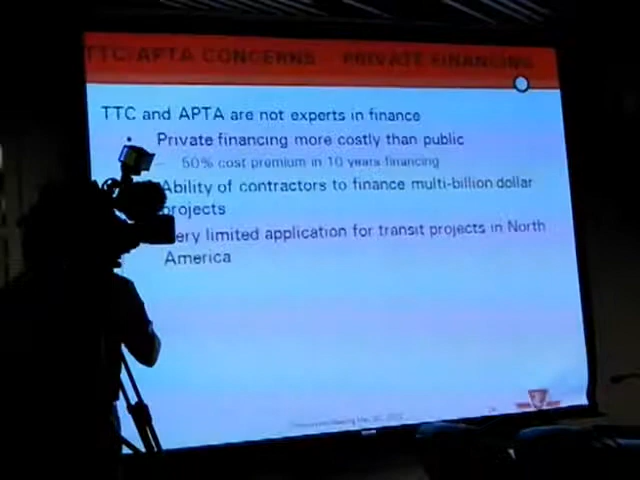 TTC/APTA CONCERNS - PRIVATE FINANCING
TTC and APTA are not experts in finance
• Private financing more costly than public
50% cost premium in 10 years financing
Ability of contractors to finance multi-billion dollar
projects
ery limited application for transit projects in North
America